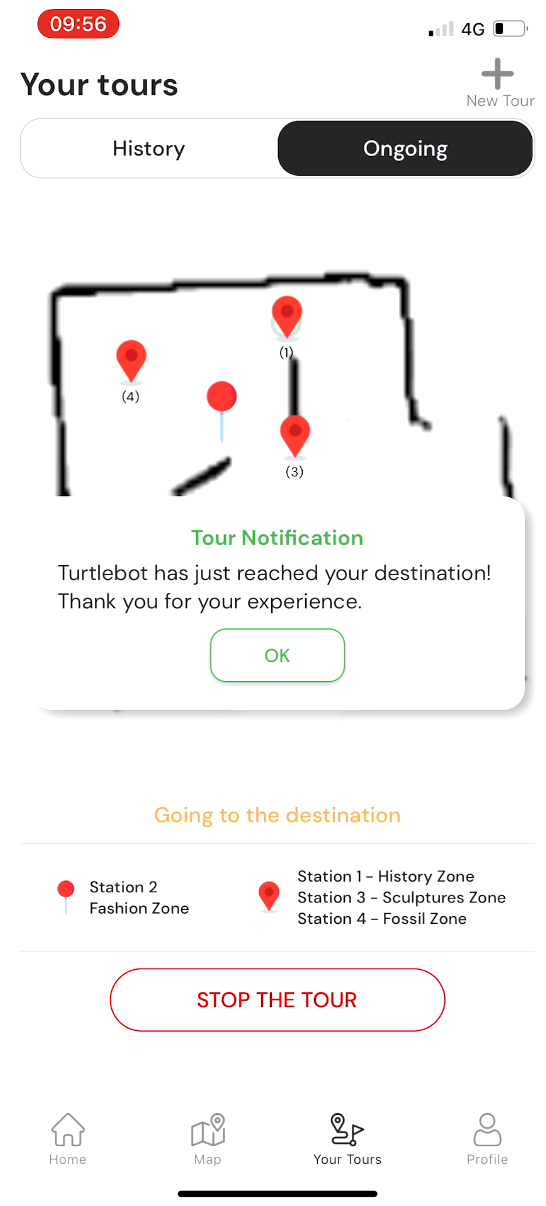 09:56
4G
Your tours
New Tour
History
Ongoing
(1)
(4)
(3)
Tour Notification
Turtlebot has just reached your destination!
Thank you for your experience.
OK
Going to the destination
Station 2
Fashion Zone
Station 1 - History Zone
Station 3 - Sculptures Zone
Station 4 - Fossil Zone
STOP THE TOUR
Home
Map
Your Tours
Profile